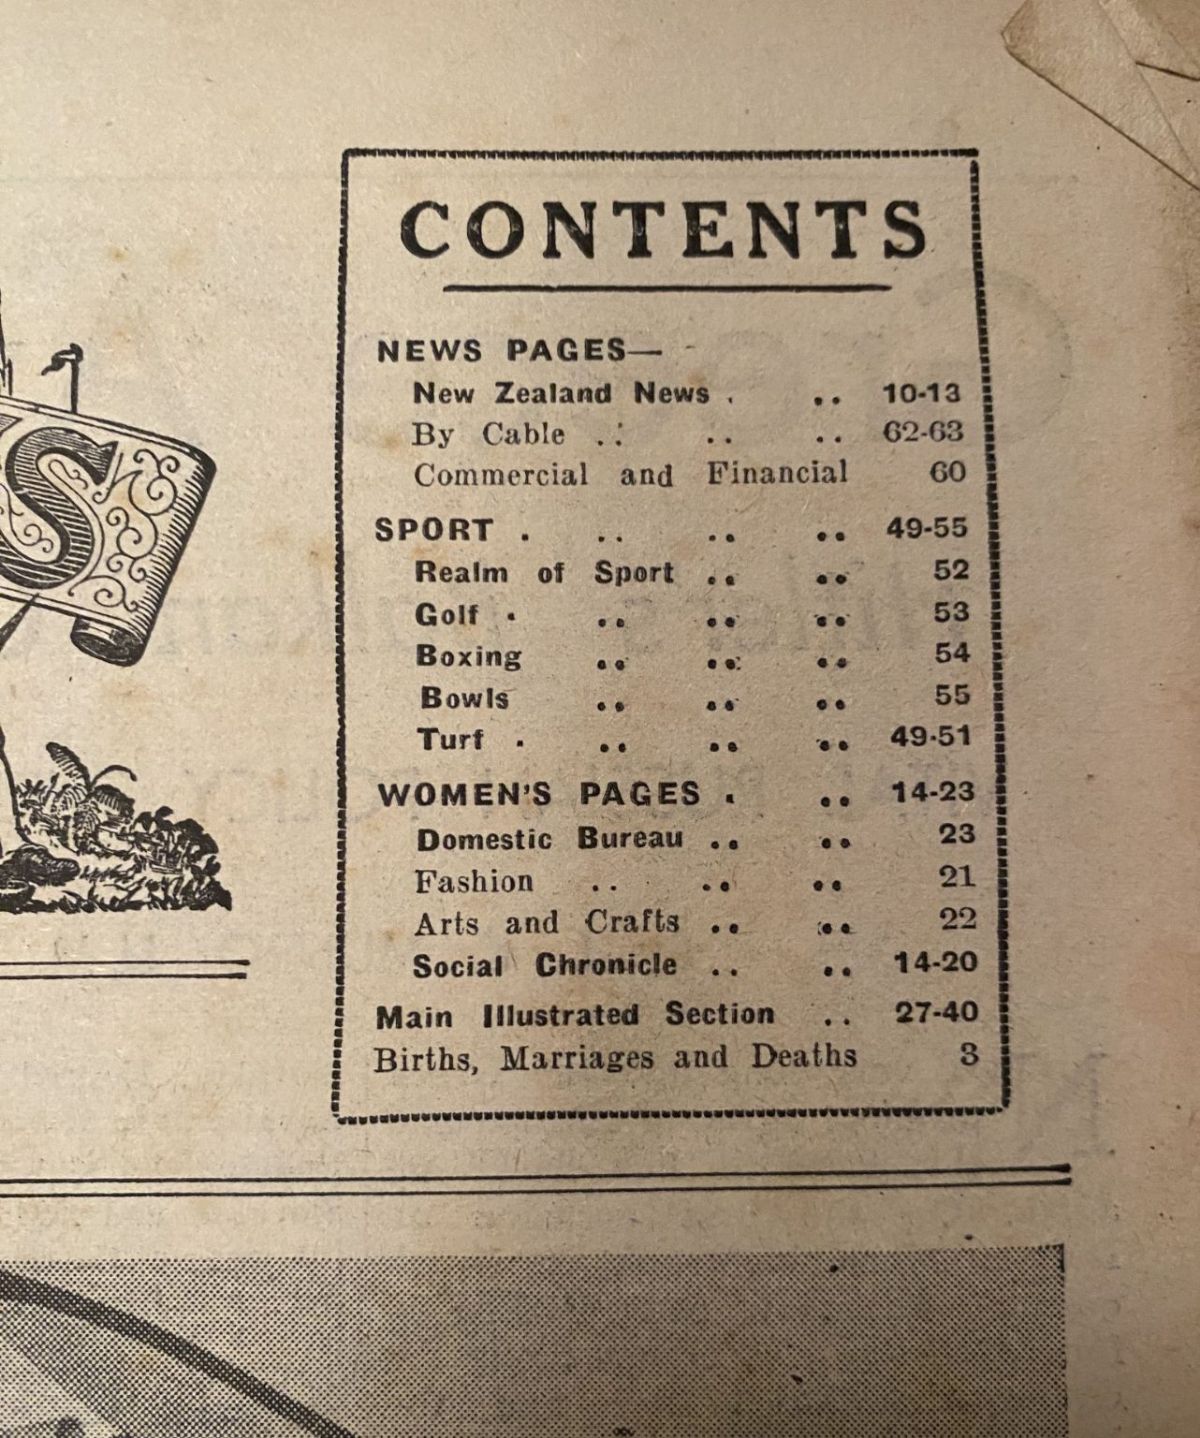 S
CONTENTS
NEWS PAGES—
New Zealand News . .. 10-13
By Cable .. .. .. 62-63
Commercial and Financial 60
SPORT . .. .. .. 49-55
Realm of Sport .. .. 52
Golf . .. .. .. 53
Boxing .. .. .. 54
Bowls .. .. .. 55
Turf . .. .. .. 49-51
WOMEN'S PAGES . .. 14-23
Domestic Bureau .. .. 23
Fashion .. .. .. 21
Arts and Crafts .. .. 22
Social Chronicle .. .. 14-20
Main Illustrated Section .. 27-40
Births, Marriages and Deaths 3